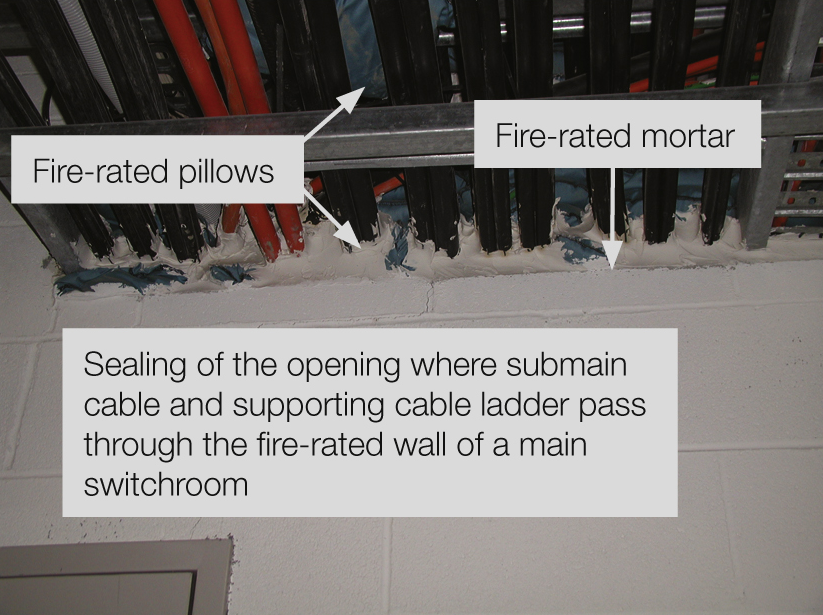 Fire-rated mortar
Fire-rated pillows
Sealing of the opening where submain
cable and supporting cable ladder pass
through the fire-rated wall of a main
switchroom